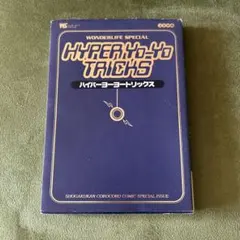 WONDERLIFE SPECIAL
HYPER YO-YO
TRICKS
ハイパーヨーヨートリックス
SHOGAKUKAN COROCORO COMIC SPECIAL ISSUE